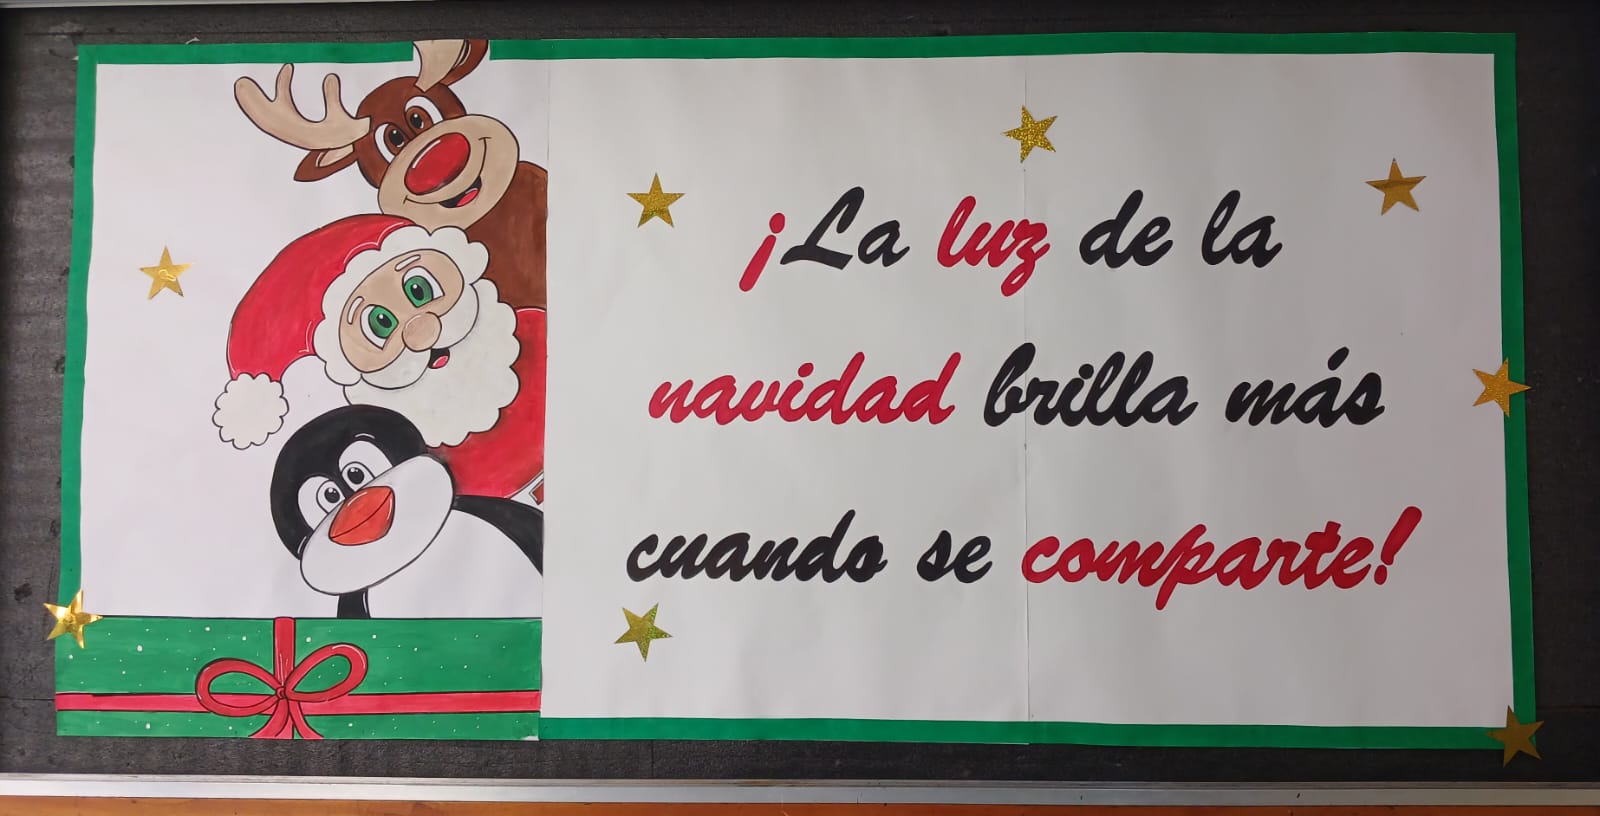 ¡La luz de la
navidad brilla más
cuando se comparte!